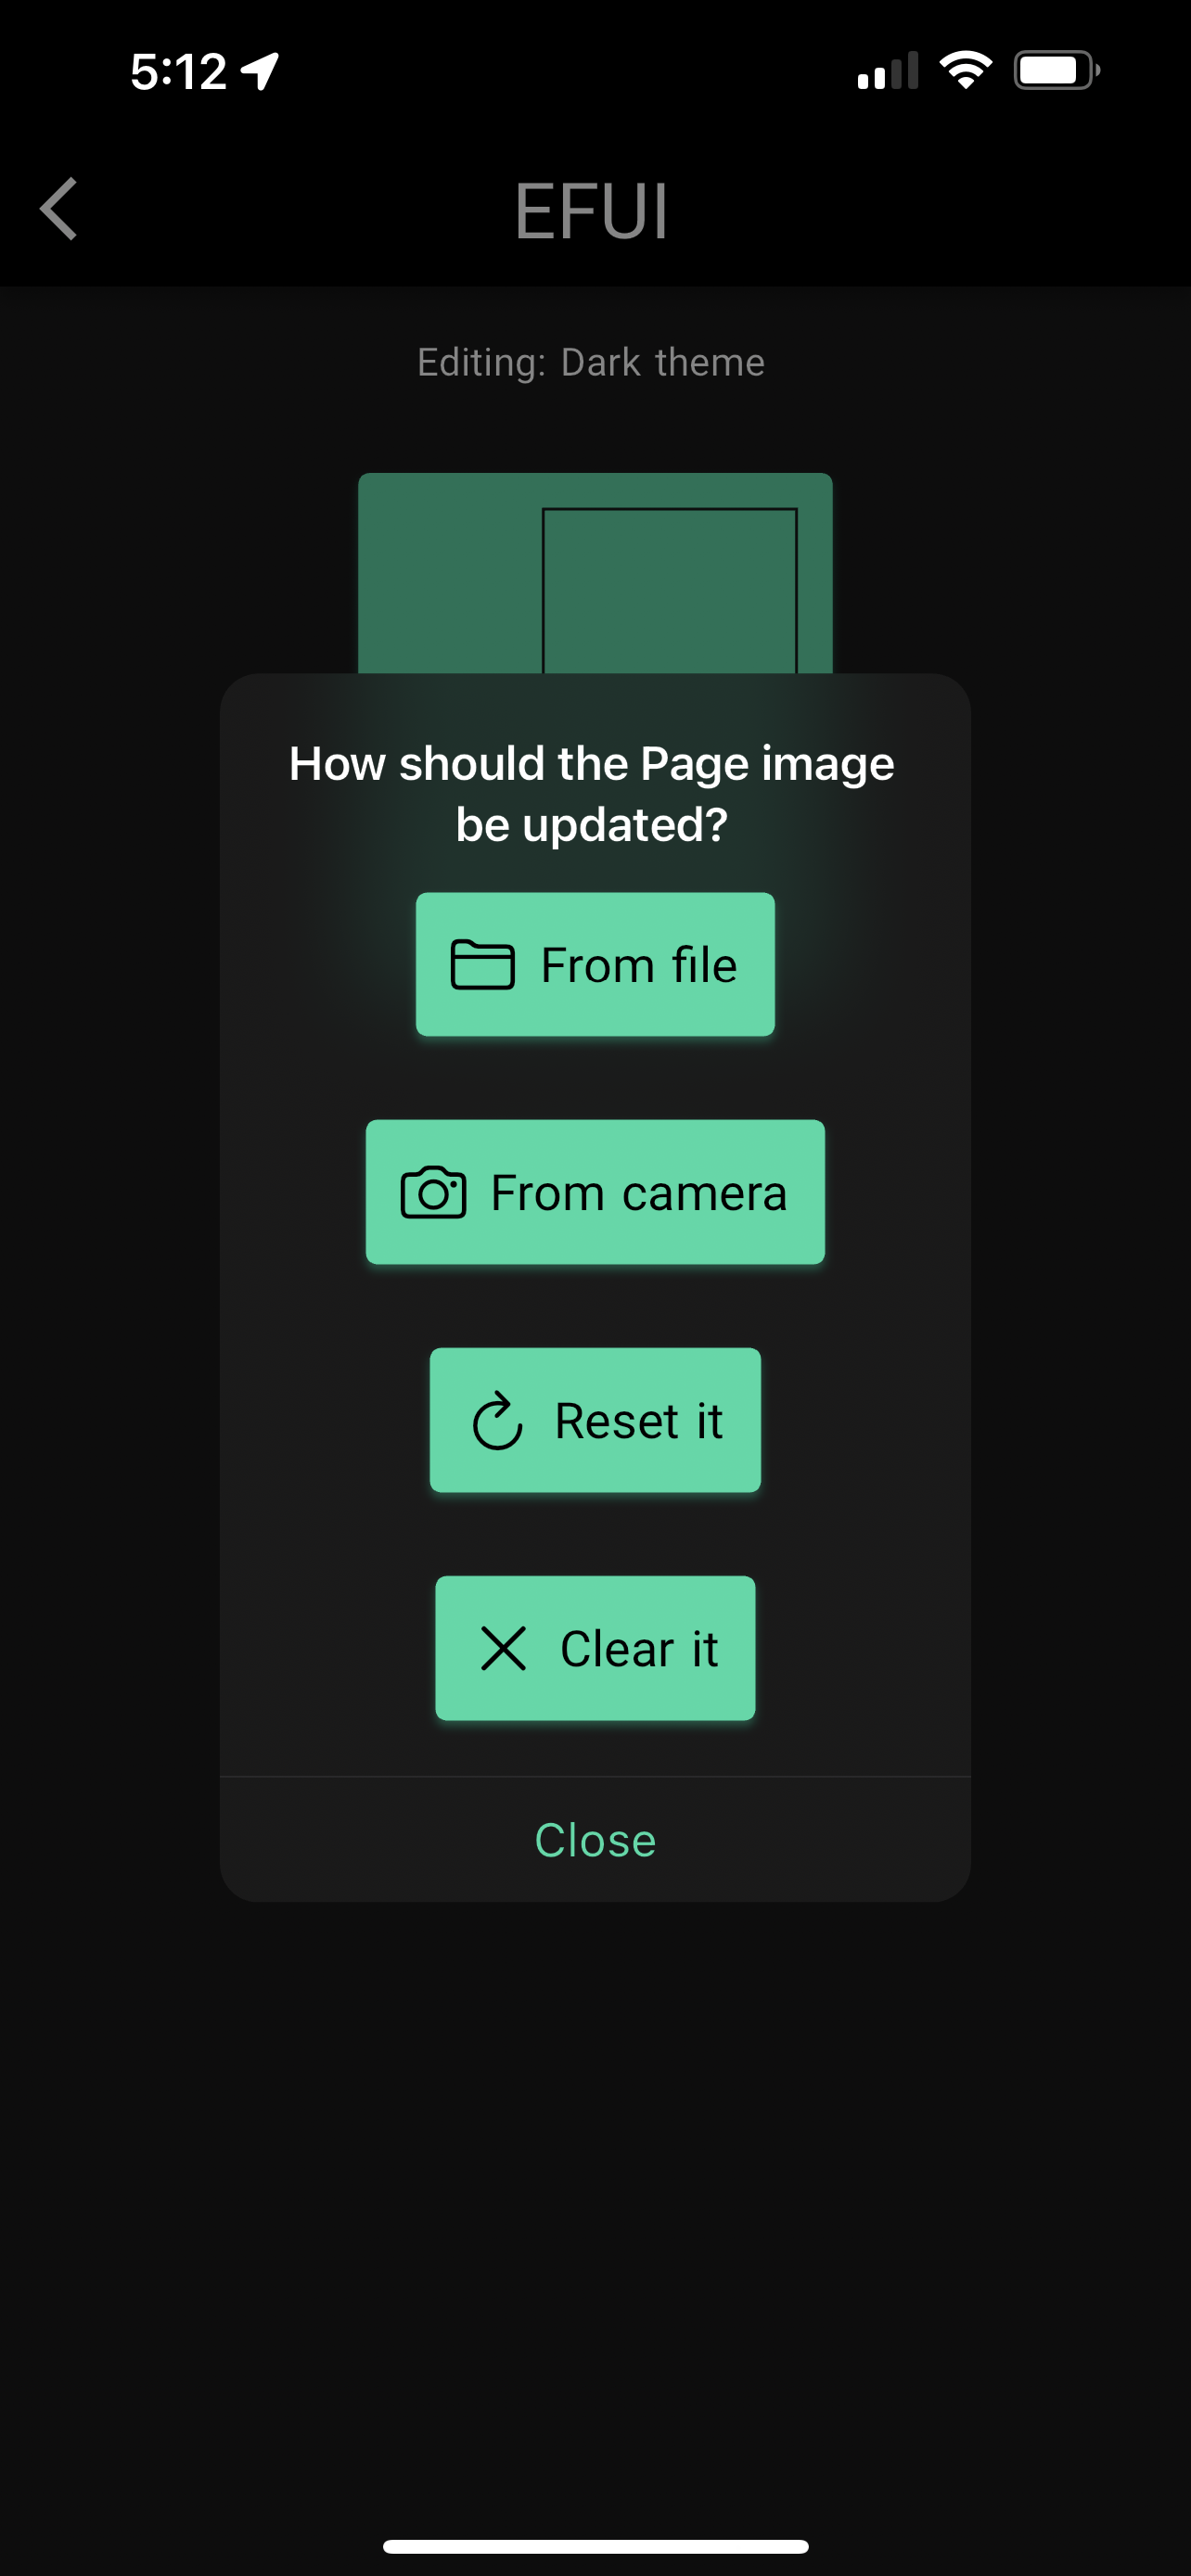 5:12
EFUI
Editing: Dark theme
How should the Page image
be updated?
From file
From camera
Reset it
Clear it
Close